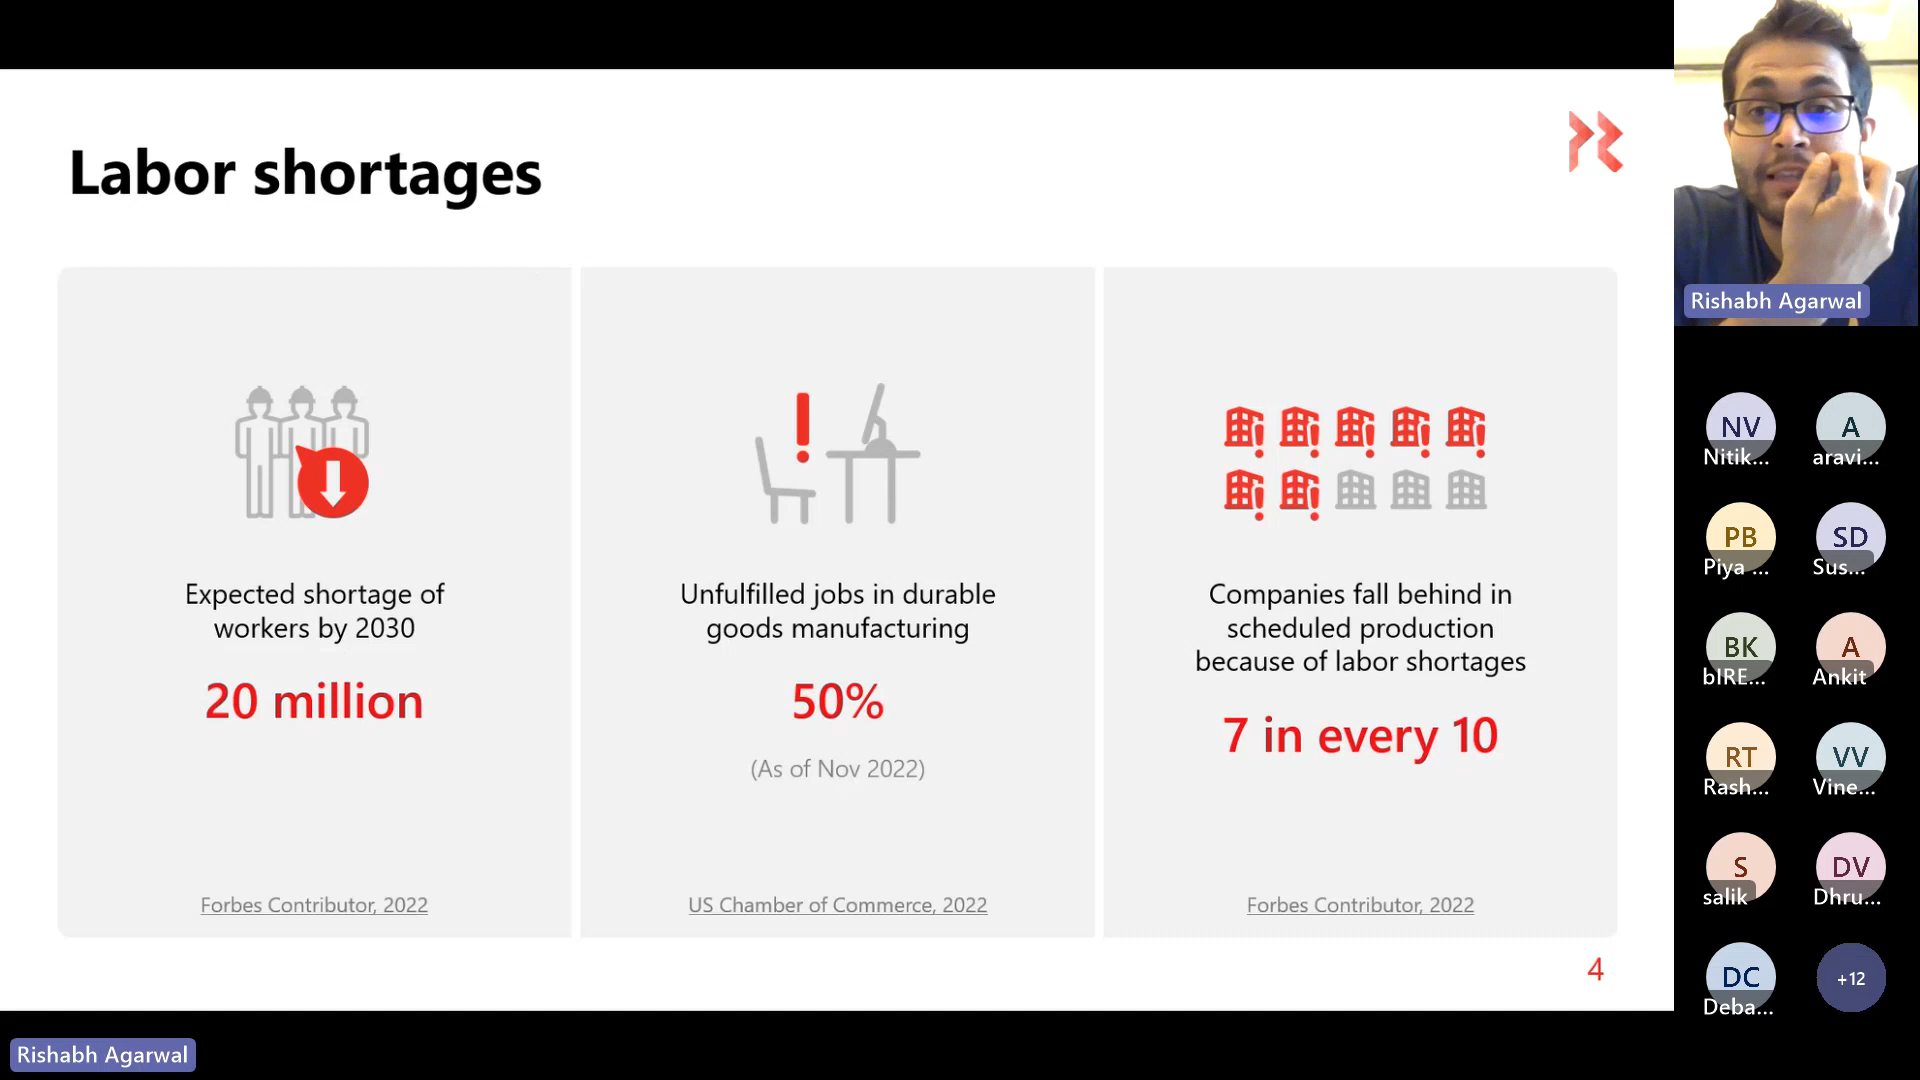 Labor shortages
Expected shortage of
workers by 2030
20 million
Forbes Contributor, 2022
Unfulfilled jobs in durable
goods manufacturing
50%
(As of Nov 2022)
US Chamber of Commerce, 2022
Companies fall behind in
scheduled production
because of labor shortages
7 in every 10
Forbes Contributor, 2022
4
Rishabh Agarwal
Rishabh Agarwal
NV
Nitik...
A
aravi...
PB
Piya ...
SD
Sus...
BK
bIRE...
A
Ankit
RT
Rash...
VV
Vine...
S
salik
DV
Dhru...
DC
Deba...
+12